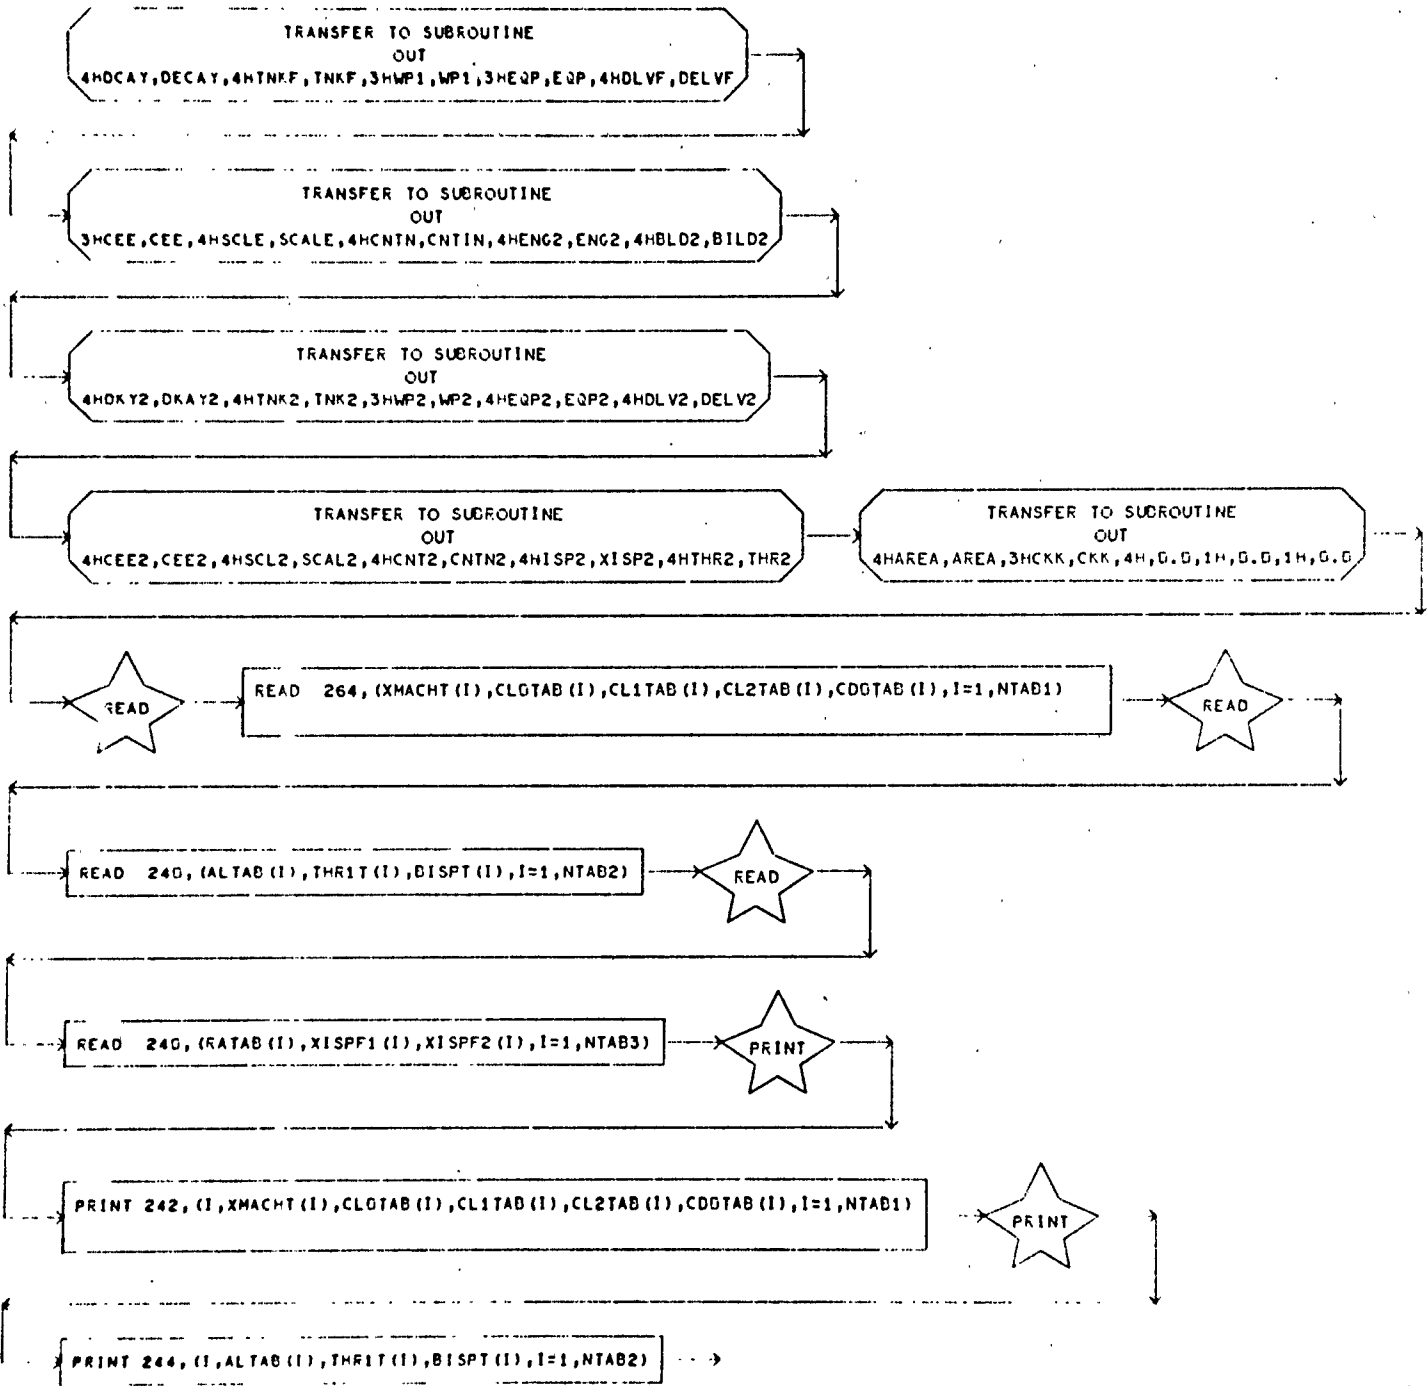 TRANSFER TO SUBROUTINE
OUT
4HDCAY,DECAY,4HTNKF,TNKF,3HWP1,WP1,3HEQP,EQP,4HDLVF,DELVF
TRANSFER TO SUBROUTINE
OUT
3HCEE,CEE,4HSCLE,SCALE,4HCNTN,CNTIN,4HENG2,ENG2,4HBLD2,BILD2
TRANSFER TO SUBROUTINE
OUT
4HDKY2,DKAY2,4HTNK2,TNK2,3HWP2,WP2,4HEQP2,EQP2,4HDLV2,DELV2
TRANSFER TO SUBROUTINE
OUT
4HCEE2,CEE2,4HSCL2,SCAL2,4HCNT2,CNTN2,4HISP2,XISP2,4HTHR2,THR2
TRANSFER TO SUBROUTINE
OUT
4HAREA,AREA,3HCKK,CKK,4H,0.0,1H,0.0,1H,0.0
READ
READ 264,(XMACHT(I),CL0TAB(I),CL1TAB(I),CL2TAB(I),CD0TAB(I),I=1,NTAB1)
READ
READ 240,(ALTAB(I),THR1T(I),BISPT(I),I=1,NTAB2)
READ
READ 240,(RATAB(I),XISPF1(I),XISPF2(I),I=1,NTAB3)
PRINT
PRINT 242,(I,XMACHT(I),CL0TAB(I),CL1TAB(I),CL2TAB(I),CD0TAB(I),I=1,NTAB1)
PRINT
PRINT 244,(I,ALTAB(I),THR1T(I),BISPT(I),I=1,NTAB2)